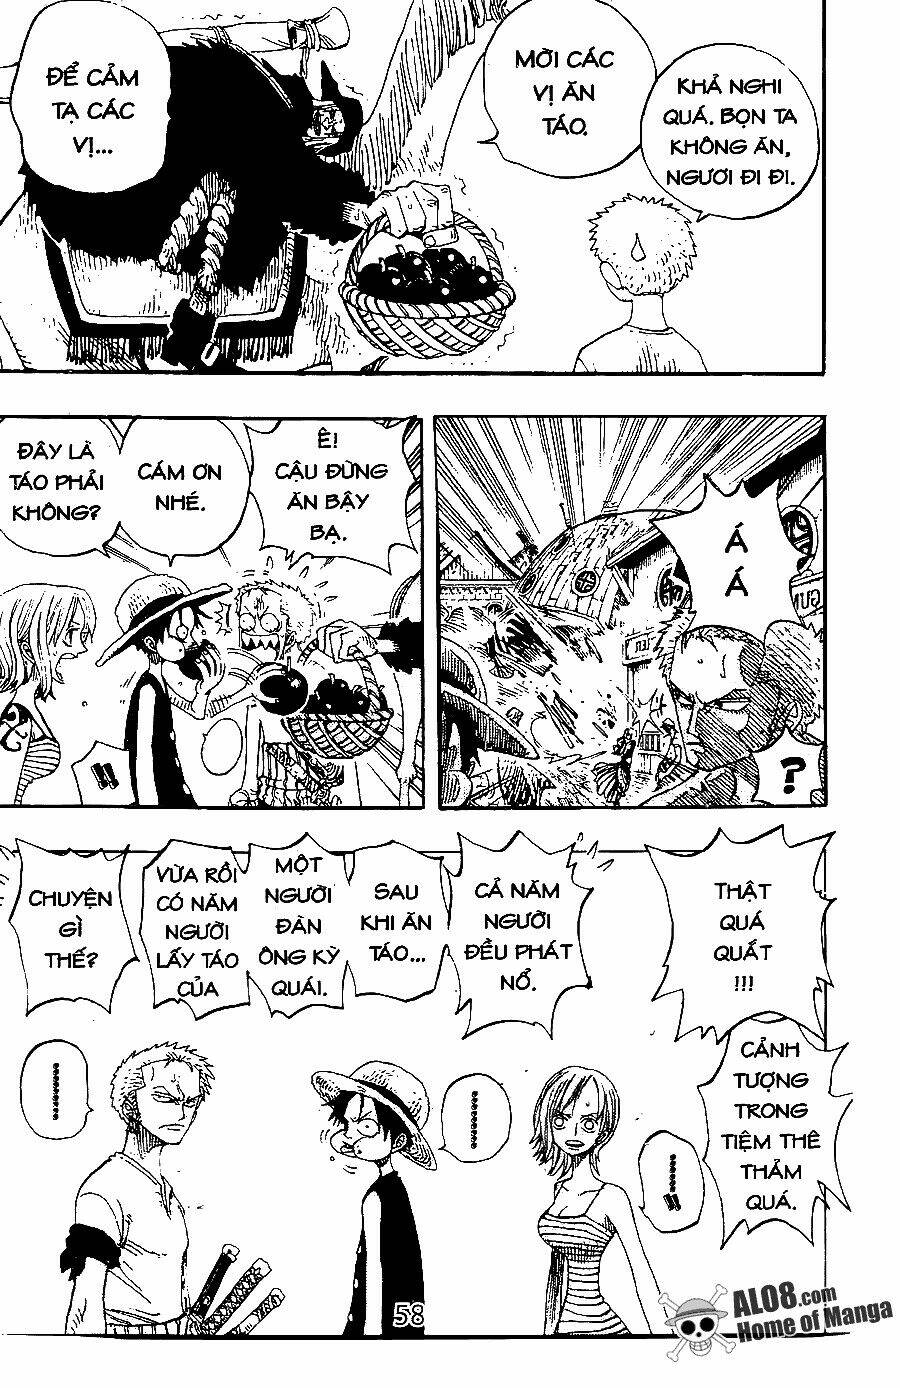 ĐỂ CẢM
TẠ CÁC
VỊ...
MỜI CÁC
VỊ ĂN
TÁO.
KHẢ NGHI
QUÁ. BỌN TA
KHÔNG ĂN,
NGƯƠI ĐI ĐI.
ĐÂY LÀ
TÁO PHẢI
KHÔNG?
CÁM ƠN
NHÉ.
Ê!
CẬU ĐỪNG
ĂN BẬY
BẠ.
!!
Á
Á
?
CHUYỆN
GÌ
THẾ?
VỪA RỒI
CÓ NĂM
NGƯỜI
LẤY TÁO
CỦA
MỘT
NGƯỜI
ĐÀN
ÔNG KỲ
QUÁI.
SAU
KHI ĂN
TÁO...
CẢ NĂM
NGƯỜI
ĐỀU PHÁT
NỔ.
THẬT
QUÁ
QUẮT
!!!
CẢNH
TƯỢNG
TRONG
TIỆM THÊ
THẢM
QUÁ.
.........
.........
......!!
58
ALO8.com
Home of Manga